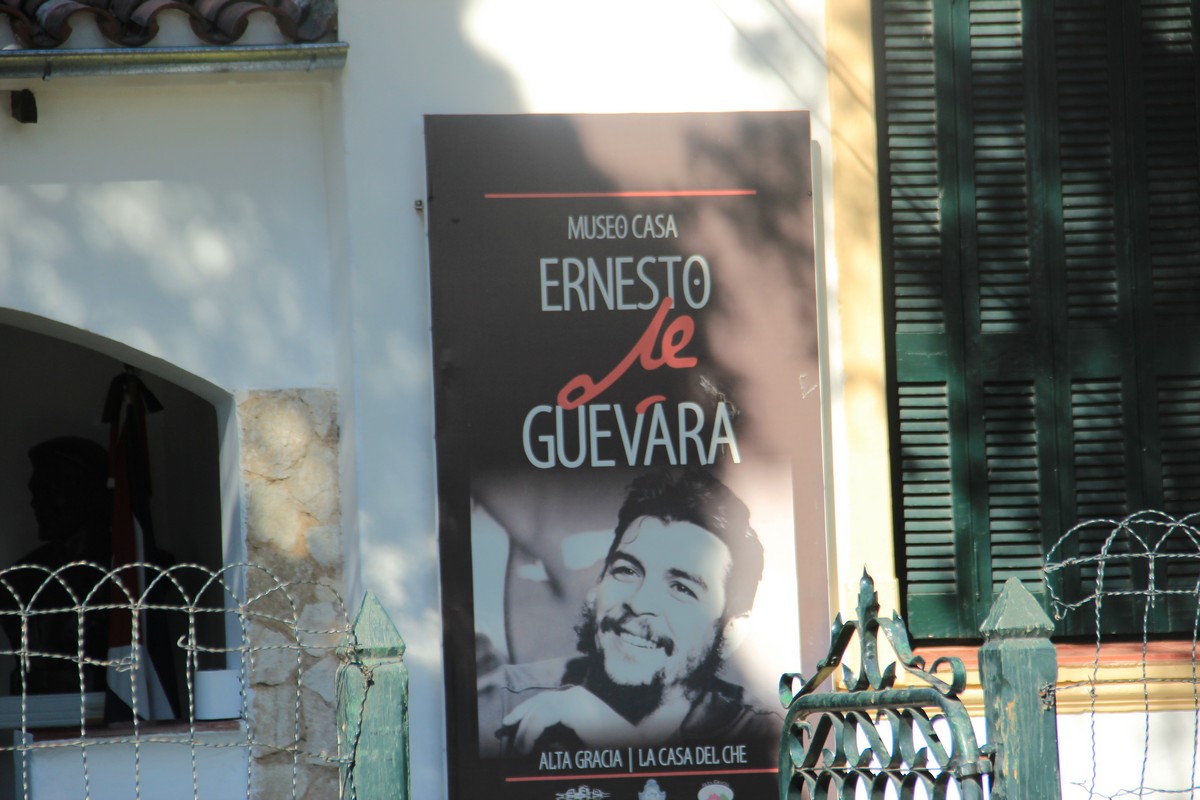 MUSEO CASA
ERNESTO
de
GUEVARA
ALTA GRACIA | LA CASA DEL CHE